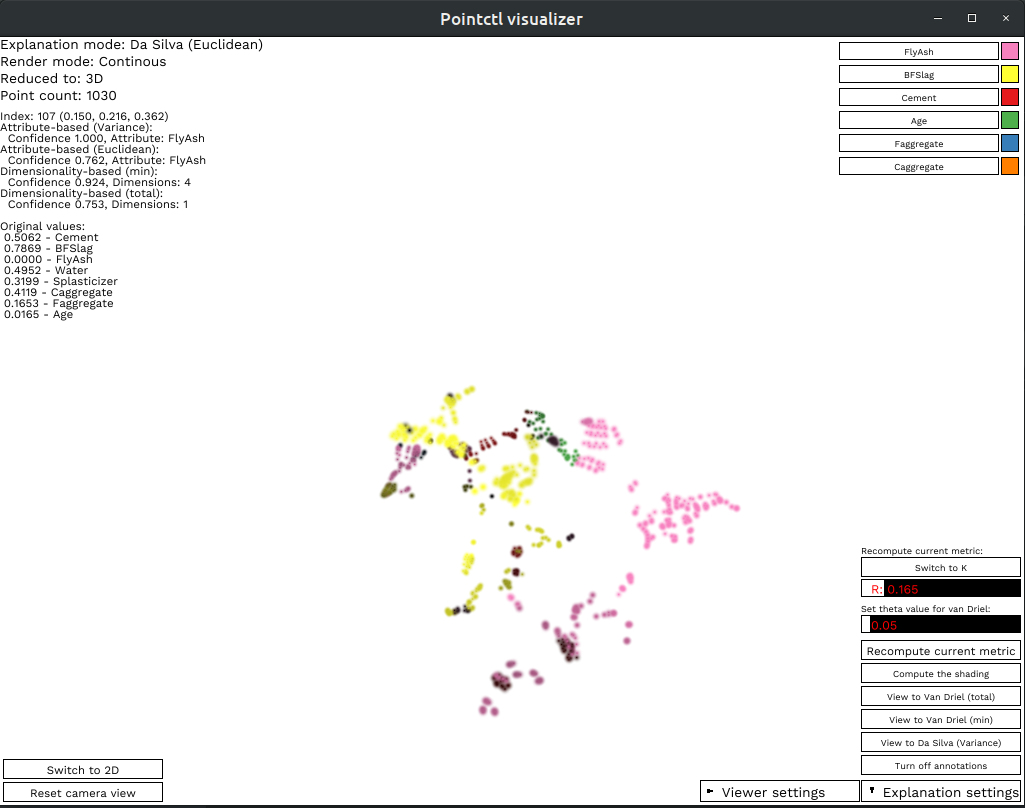 Pointctl visualizer
Explanation mode: Da Silva (Euclidean)
Render mode: Continous
Reduced to: 3D
Point count: 1030
Index: 107 (0.150, 0.216, 0.362)
Attribute-based (Variance):
Confidence 1.000, Attribute: FlyAsh
Attribute-based (Euclidean):
Confidence 0.762, Attribute: FlyAsh
Dimensionality-based (min):
Confidence 0.924, Dimensions: 4
Dimensionality-based (total):
Confidence 0.753, Dimensions: 1
Original values:
0.5062 - Cement
0.7869 - BFSlag
0.0000 - FlyAsh
0.4952 - Water
0.3199 - Splasticizer
0.4119 - Caggregate
0.1653 - Faggregate
0.0165 - Age
FlyAsh
BFSlag
Cement
Age
Faggregate
Caggregate
Recompute current metric:
Switch to K
R: 0.165
Set theta value for van Driel:
0.05
Recompute current metric
Compute the shading
View to Van Driel (total)
View to Van Driel (min)
View to Da Silva (Variance)
Turn off annotations
Switch to 2D
Reset camera view
Viewer settings
Explanation settings